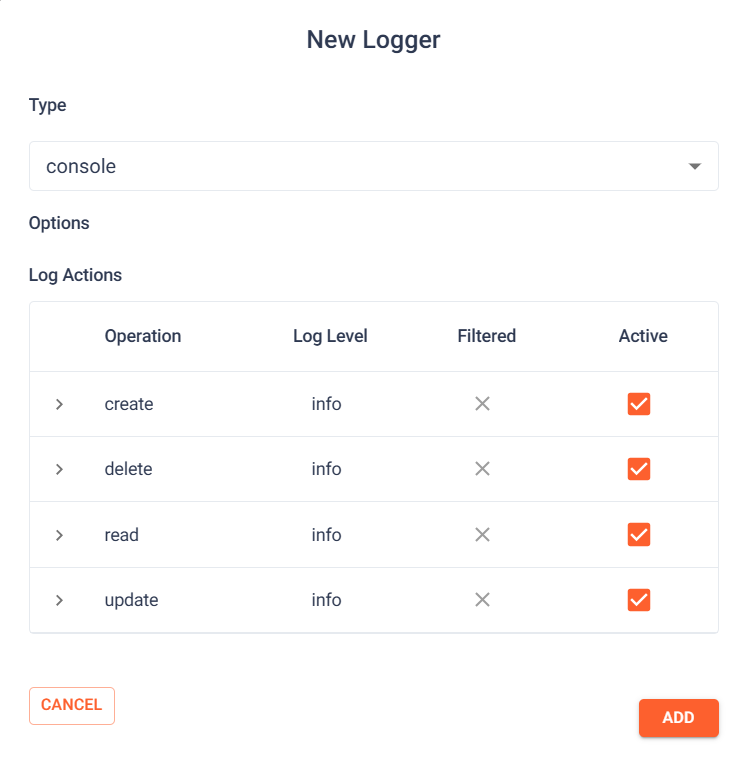 New Logger
Type
console
Options
Log Actions
Operation Log Level Filtered Active
create info
delete info
read info
update info
CANCEL
ADD